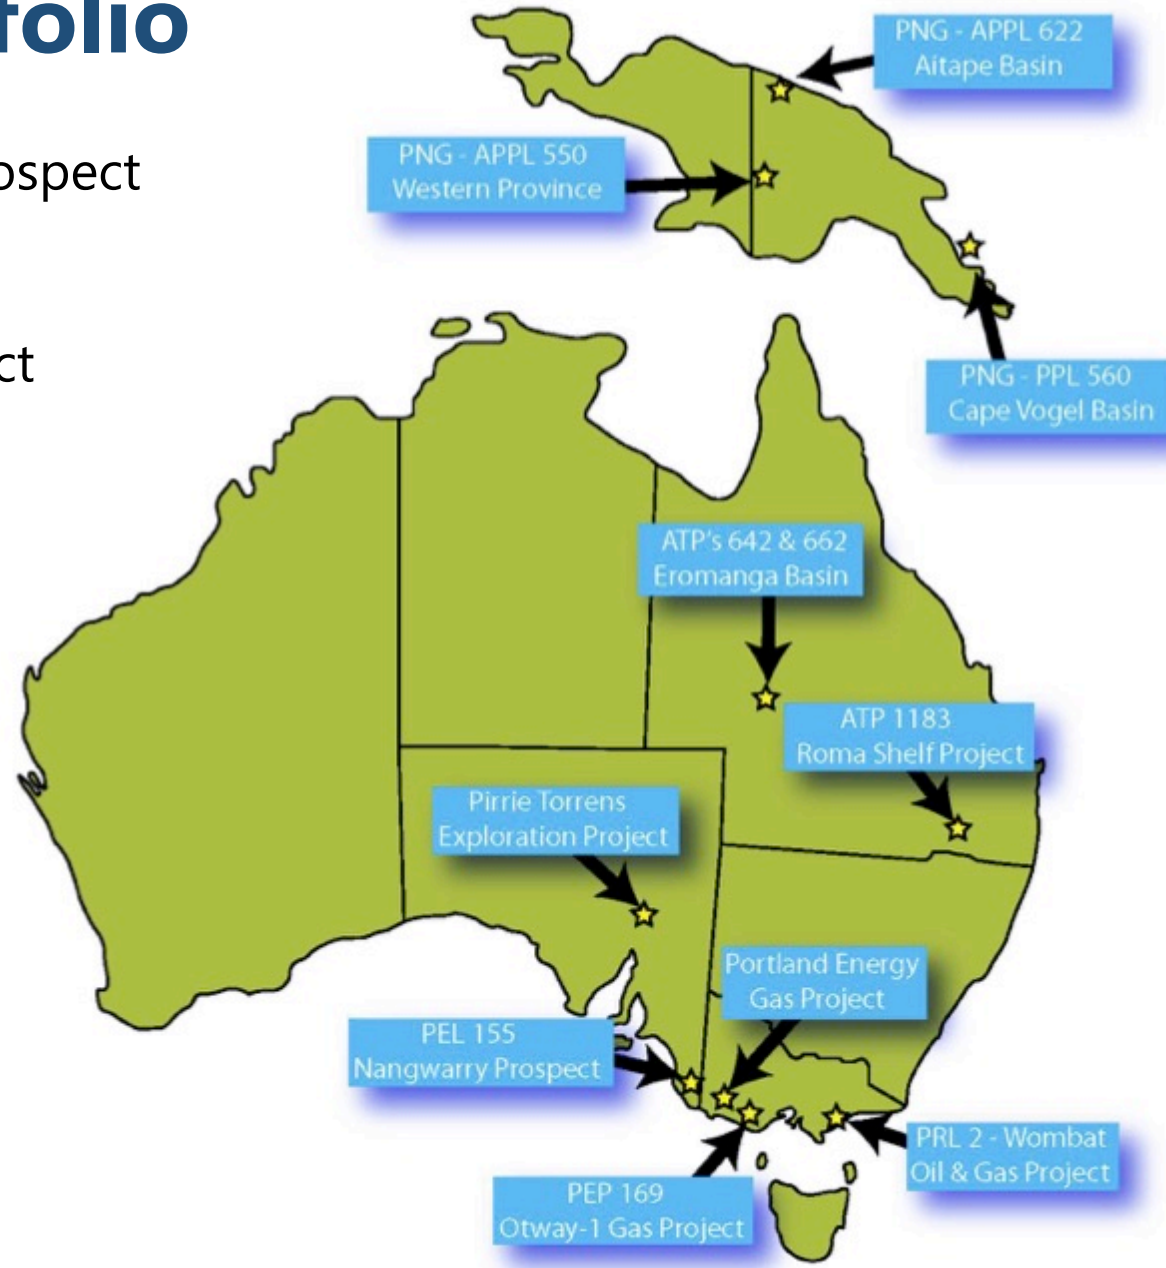 folio
ospect
ct
PNG - APPL 622
Aitape Basin
PNG - APPL 550
Western Province
PNG - PPL 560
Cape Vogel Basin
ATP's 642 & 662
Eromanga Basin
ATP 1183
Roma Shelf Project
Pirrie Torrens
Exploration Project
Portland Energy
Gas Project
PEL 155
Nangwarry Prospect
PRL 2 - Wombat
Oil & Gas Project
PEP 169
Otway-1 Gas Project